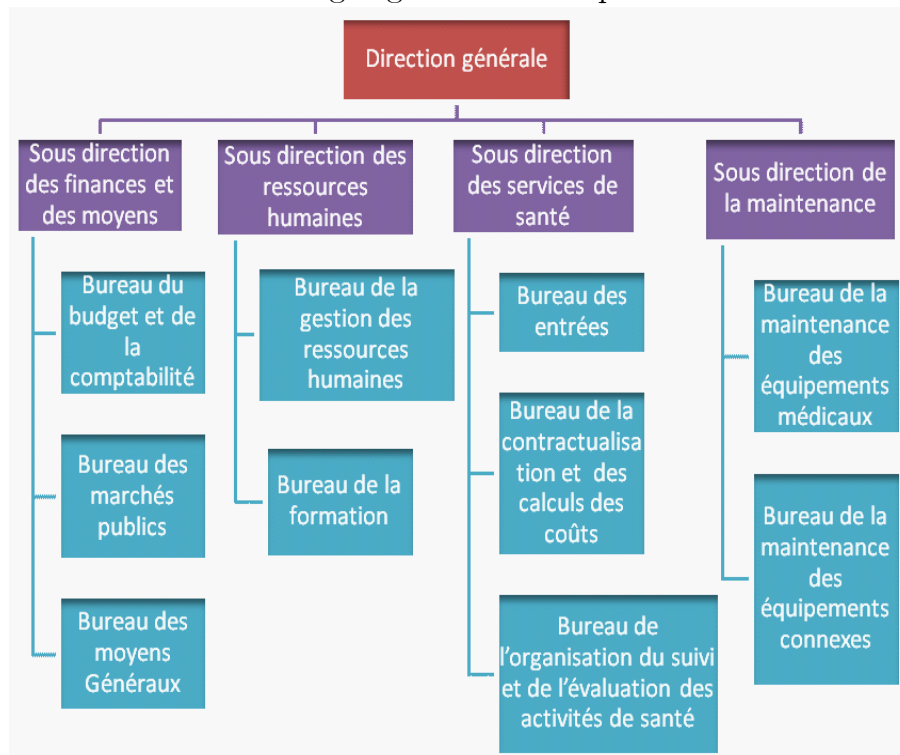 Direction générale
Sous direction
des finances et
des moyens
Sous direction des
ressources
humaines
Sous direction
des services de
santé
Sous direction de
la maintenance
Bureau du
budget et de
la
comptabilité
Bureau des
marchés
publics
Bureau des
moyens
Généraux
Bureau de la
gestion des
ressources
humaines
Bureau de la
formation
Bureau des
entrées
Bureau de la
contractualisa
tion et des
calculs des
coûts
Bureau de
l'organisation du suivi
et de l'évaluation des
activités de santé
Bureau de la
maintenance
des
équipements
médicaux
Bureau de la
maintenance
des
équipements
connexes